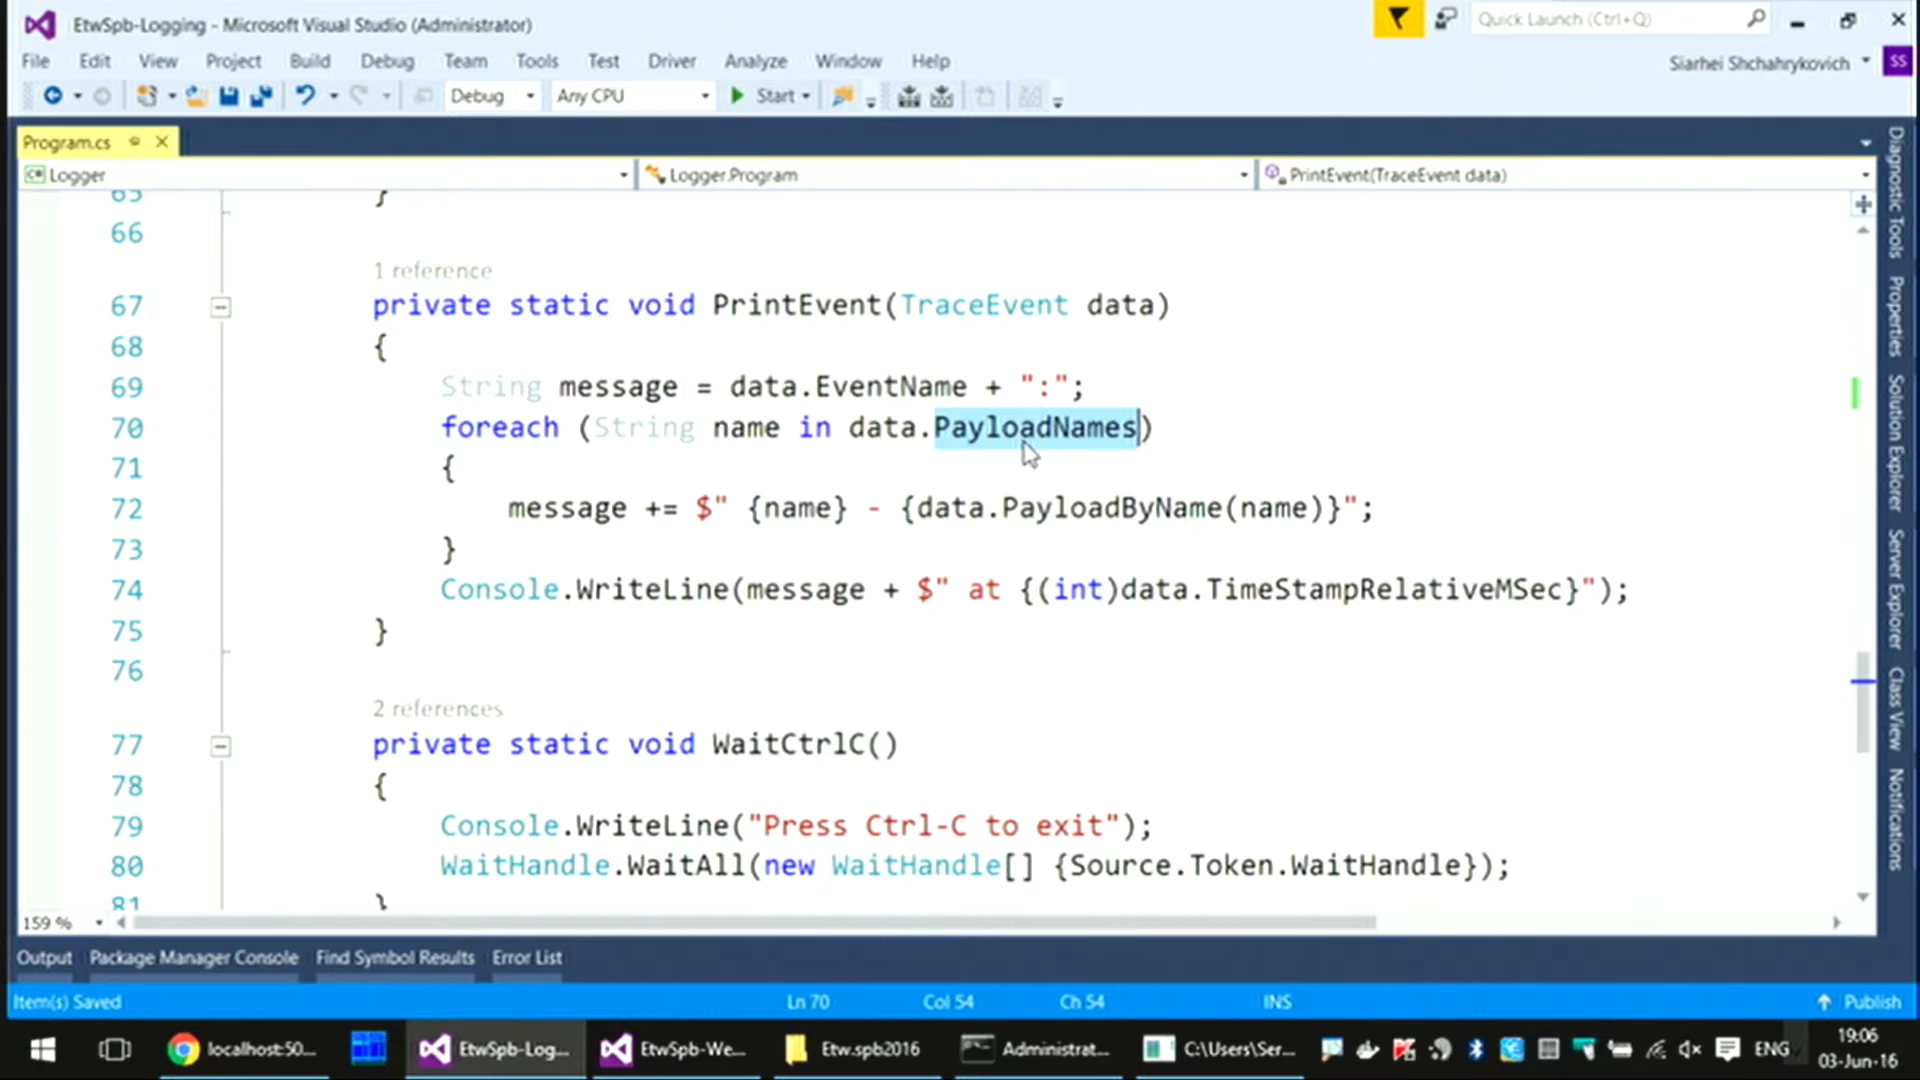 EtwSpb-Logging - Microsoft Visual Studio (Administrator)
Quick Launch (Ctrl+Q)
File Edit View Project Build Debug Team Tools Test Driver Analyze Window Help
Siarhei Shchahrykovich SS
Debug Any CPU Start
Program.cs
Logger Logger.Program PrintEvent(TraceEvent data)
65 }
66
1 reference
67 private static void PrintEvent(TraceEvent data)
68 {
69 String message = data.EventName + ":";
70 foreach (String name in data.PayloadNames)
71 {
72 message += $" {name} - {data.PayloadByName(name)}";
73 }
74 Console.WriteLine(message + $" at {(int)data.TimeStampRelativeMSec}");
75 }
76
2 references
77 private static void WaitCtrlC()
78 {
79 Console.WriteLine("Press Ctrl-C to exit");
80 WaitHandle.WaitAll(new WaitHandle[] {Source.Token.WaitHandle});
81 }
159 %
Diagnostic Tools
Properties
Solution Explorer
Server Explorer
Class View
Notifications
Output Package Manager Console Find Symbol Results Error List
Item(s) Saved Ln 70 Col 54 Ch 54 INS Publish
localhost:50... EtwSpb-Log... EtwSpb-We... Etw.spb2016 Administrat... C:\Users\Ser... ENG
19:06
03-Jun-16